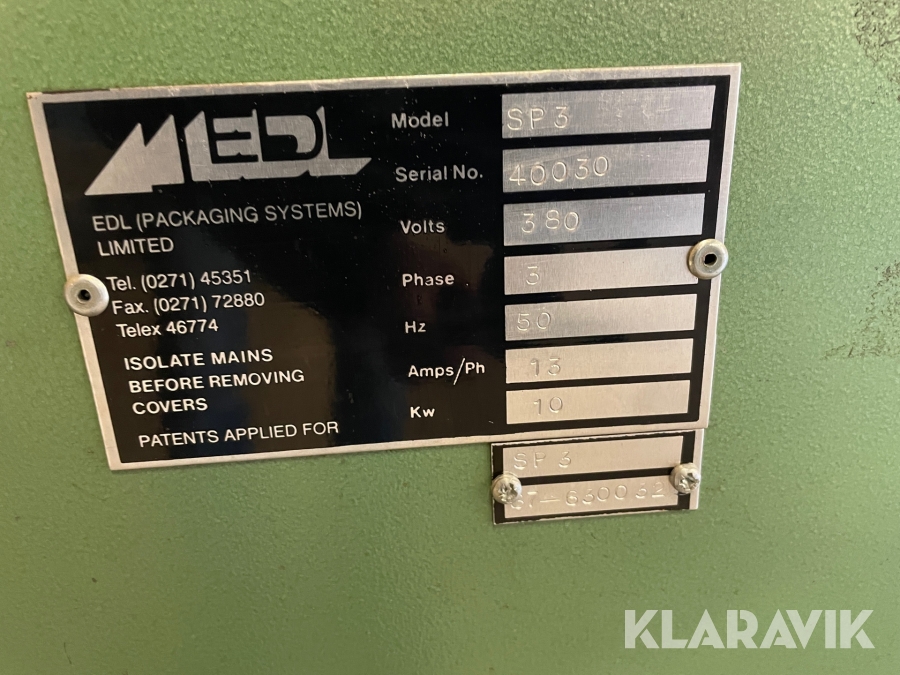 EDL
EDL (PACKAGING SYSTEMS)
LIMITED
Tel. (0271) 45351
Fax. (0271) 72880
Telex 46774
ISOLATE MAINS
BEFORE REMOVING
COVERS
PATENTS APPLIED FOR
Model SP3
Serial No. 40030
Volts 380
Phase 3
Hz 50
Amps/Ph 13
Kw 10
SP 3
KLARAVIK